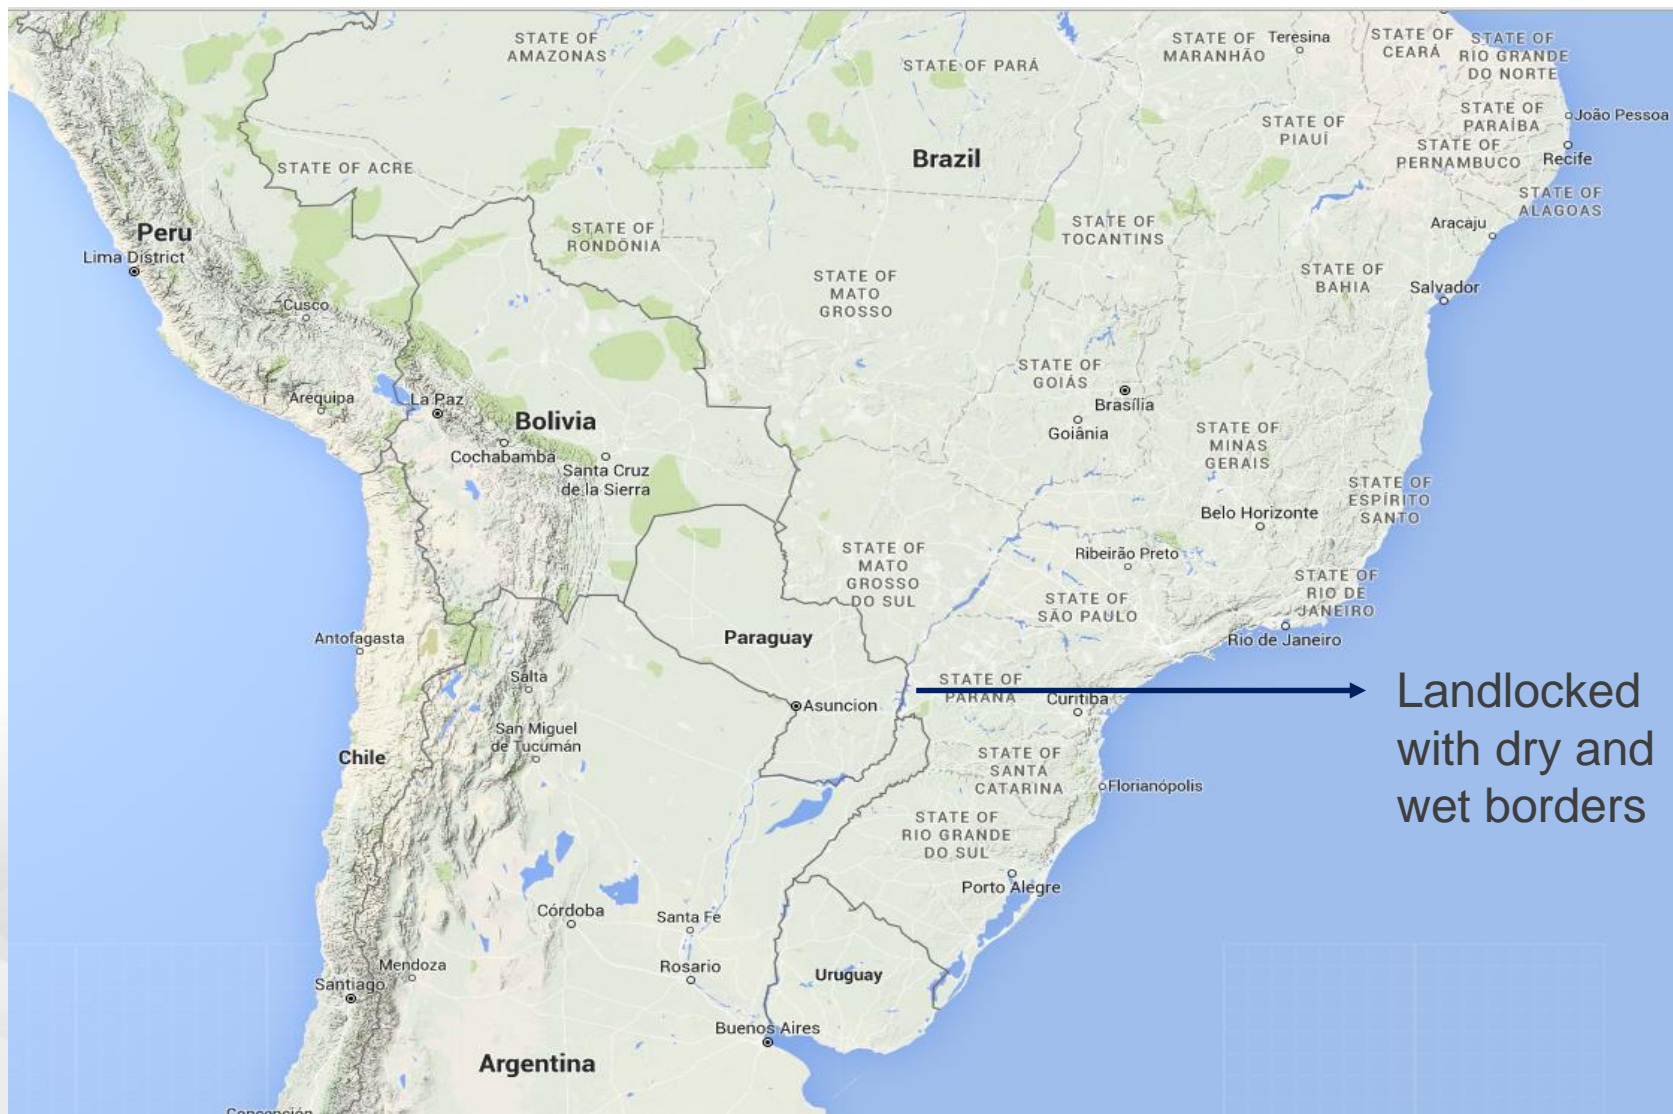 STATE OF
AMAZONAS
STATE OF PARÁ
STATE OF
MARANHÃO
Teresina
STATE OF
CEARÁ
STATE OF
RIO GRANDE
DO NORTE
STATE OF
PARAÍBA
João Pessoa
STATE OF
PIAUÍ
STATE OF
PERNAMBUCO
Recife
Brazil
STATE OF ACRE
STATE OF
ALAGOAS
Aracaju
Peru
Lima District
STATE OF
RONDÔNIA
STATE OF
TOCANTINS
STATE OF
MATO
GROSSO
STATE OF
BAHIA
Salvador
Cusco
STATE OF
GOIÁS
Brasília
Goiânia
Arequipa
La Paz
Bolivia
Cochabamba
Santa Cruz
de la Sierra
STATE OF
MINAS
GERAIS
STATE OF
ESPÍRITO
SANTO
Belo Horizonte
Ribeirão Preto
STATE OF
MATO
GROSSO
DO SUL
STATE OF
SÃO PAULO
STATE OF
RIO DE
JANEIRO
Rio de Janeiro
Antofagasta
Paraguay
Salta
Asuncion
STATE OF
PARANÁ
Curitiba
Landlocked
with dry and
wet borders
San Miguel
de Tucumán
Chile
STATE OF
SANTA
CATARINA
Florianópolis
STATE OF
RIO GRANDE
DO SUL
Porto Alegre
Córdoba
Santa Fe
Mendoza
Rosario
Uruguay
Santiago
Buenos Aires
Argentina
Concepción